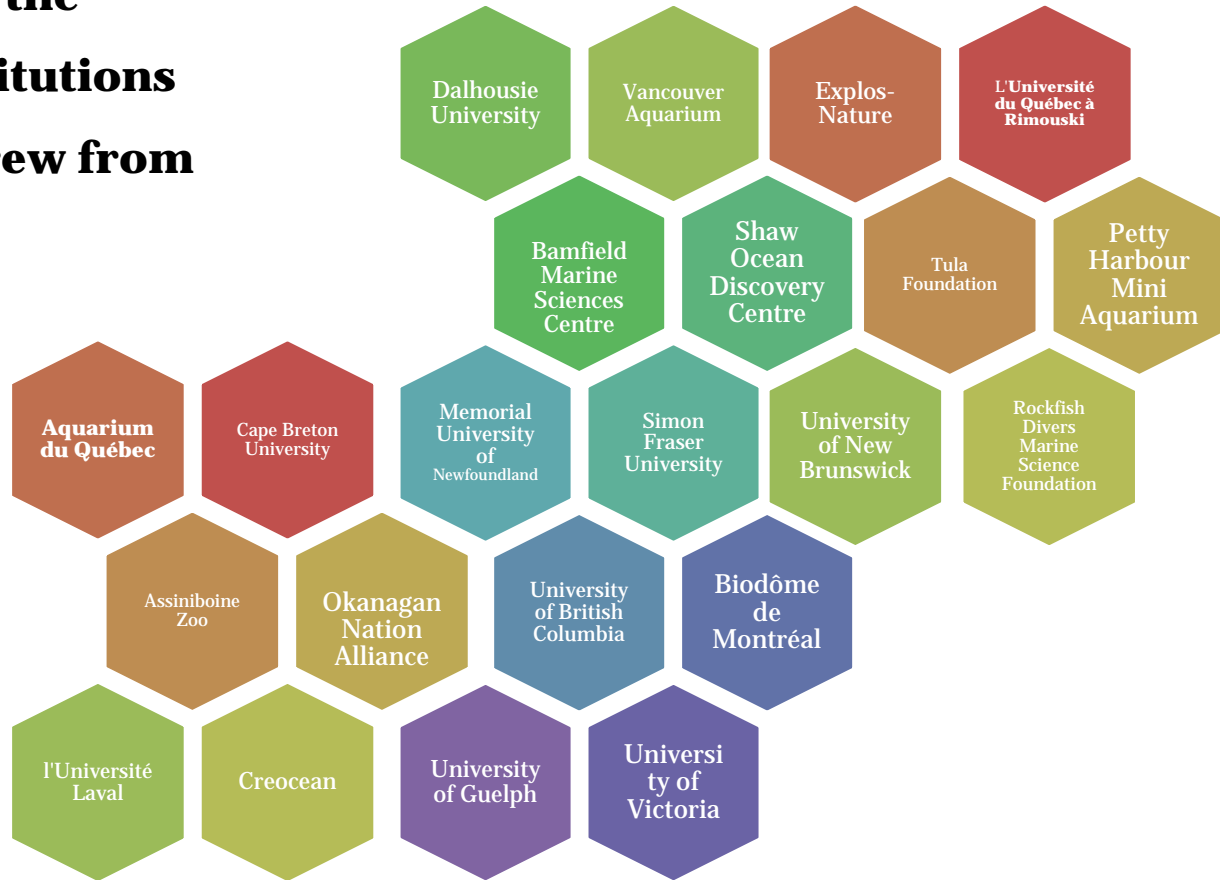 the
itutions
rew from
Dalhousie
University
Vancouver
Aquarium
Explos-
Nature
L'Université
du Québec à
Rimouski
Bamfield
Marine
Sciences
Centre
Shaw
Ocean
Discovery
Centre
Tula
Foundation
Petty
Harbour
Mini
Aquarium
Aquarium
du Québec
Cape Breton
University
Memorial
University
of
Newfoundland
Simon
Fraser
University
University
of New
Brunswick
Rockfish
Divers
Marine
Science
Foundation
Assiniboine
Zoo
Okanagan
Nation
Alliance
University
of British
Columbia
Biodôme
de
Montréal
l'Université
Laval
Creocean
University
of Guelph
Universi
ty of
Victoria